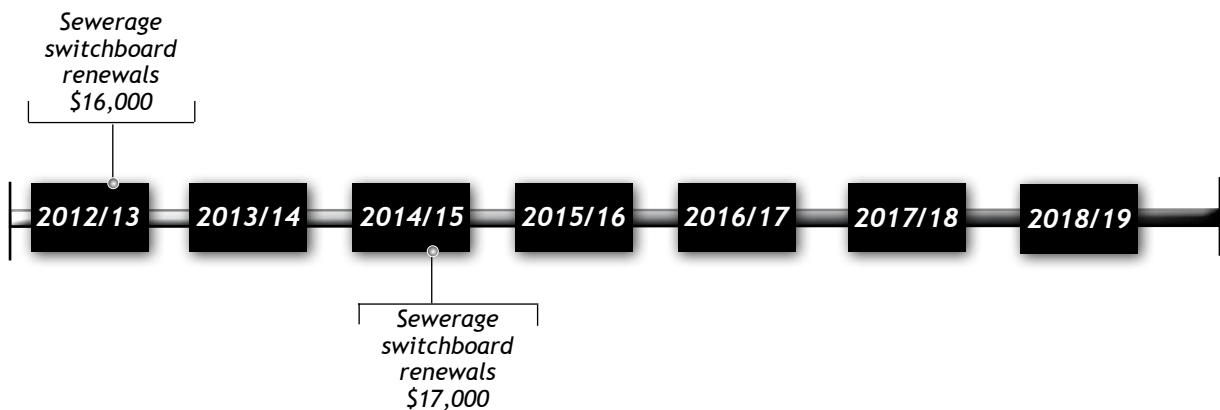 Sewerage
switchboard
renewals
$16,000
2012/13
2013/14
2014/15
2015/16
2016/17
2017/18
2018/19
Sewerage
switchboard
renewals
$17,000